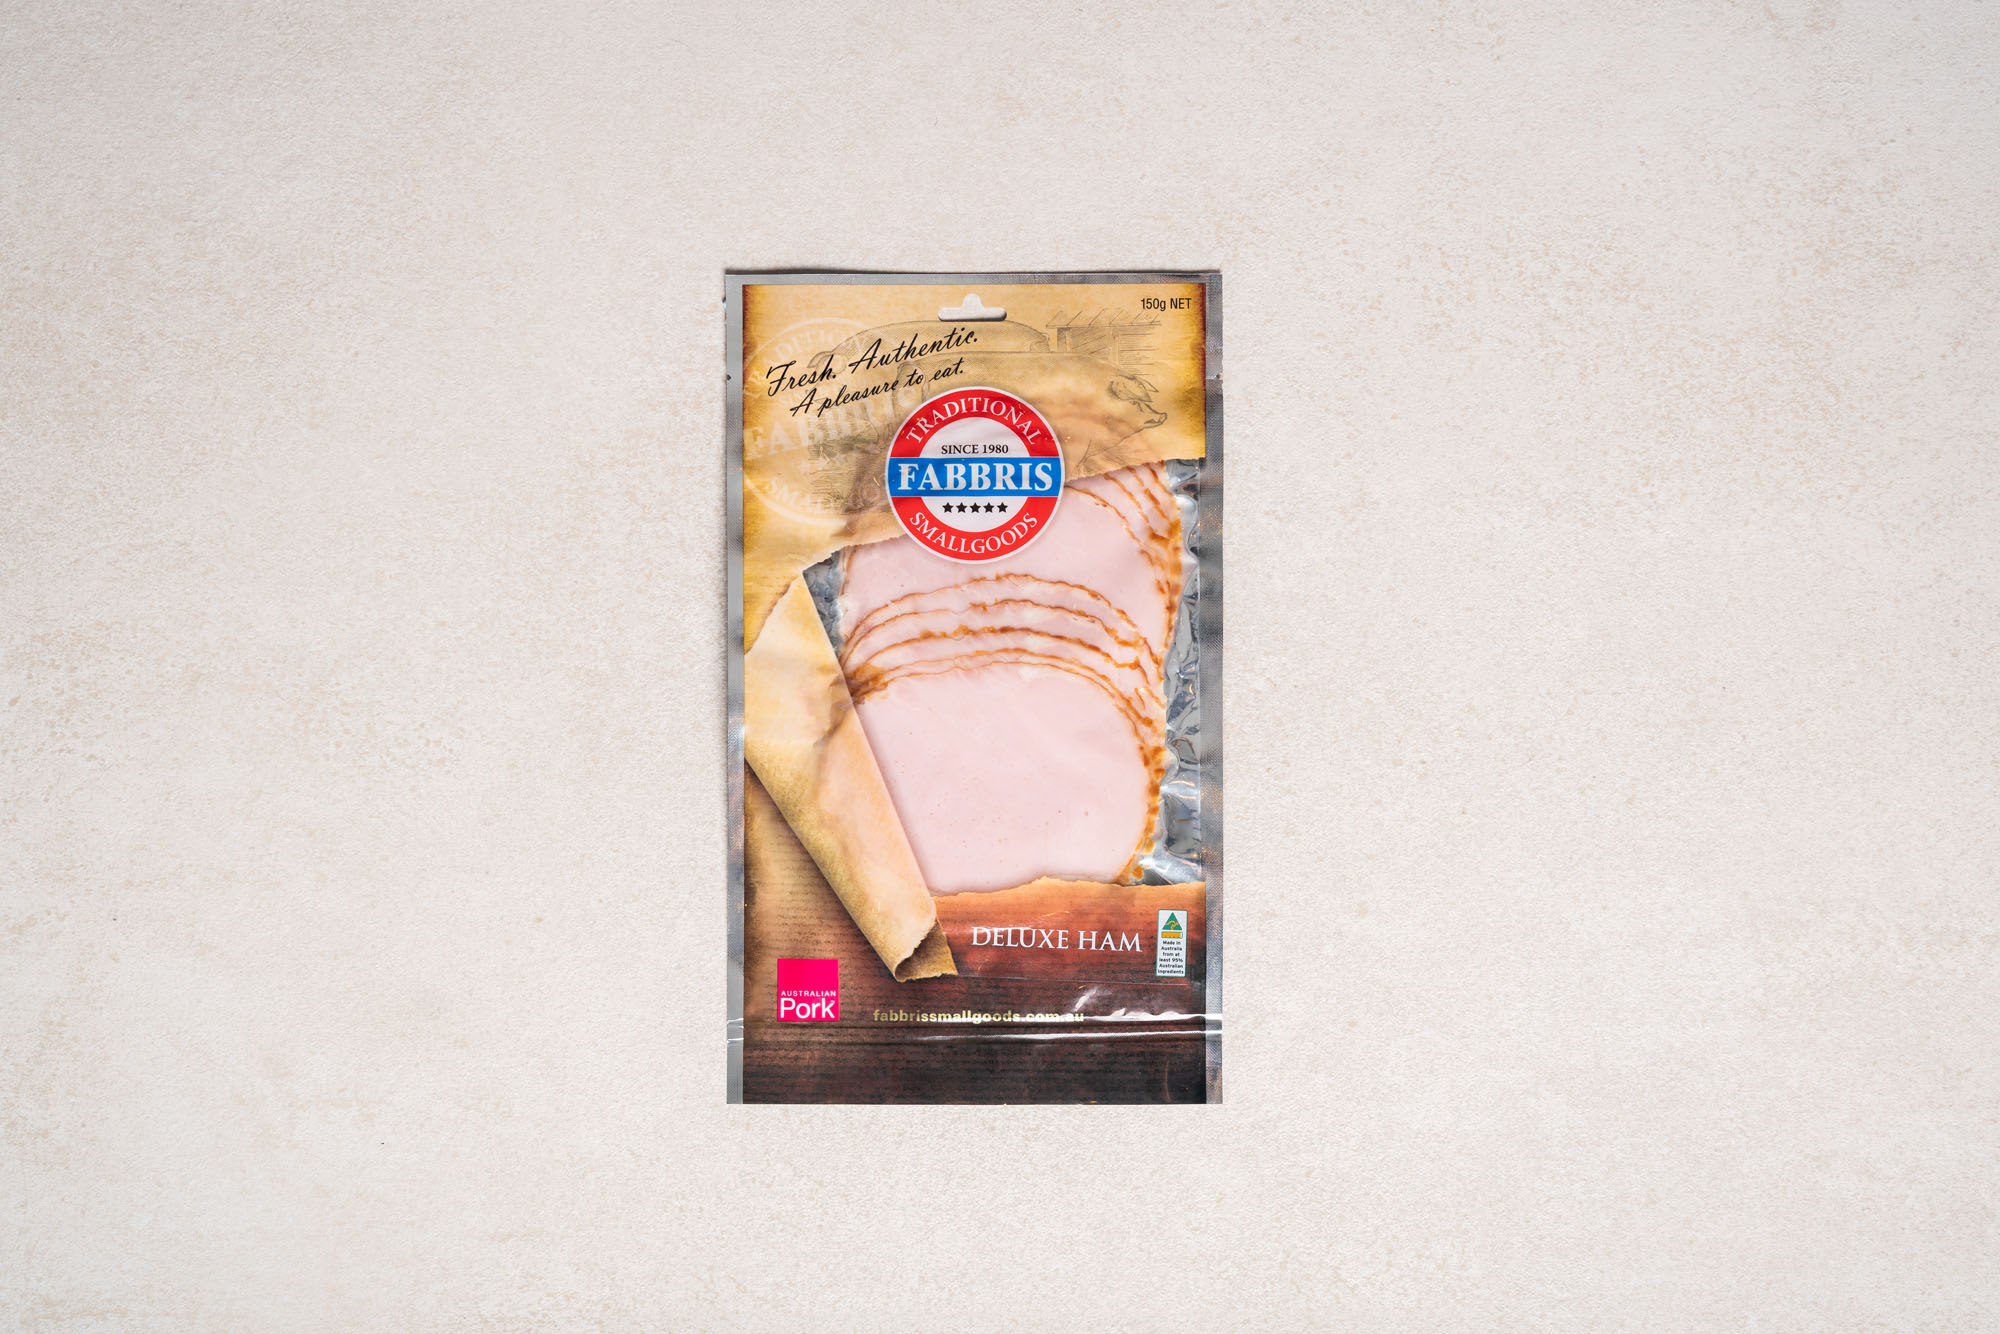 150g NET
Fresh. Authentic.
A pleasure to eat.
TRADITIONAL
SINCE 1980
FABBRIS
SMALLGOODS
DELUXE HAM
Made in
Australia
from at
least 95%
Australian
ingredients
AUSTRALIAN
Pork
fabbrissmallgoods.com.au